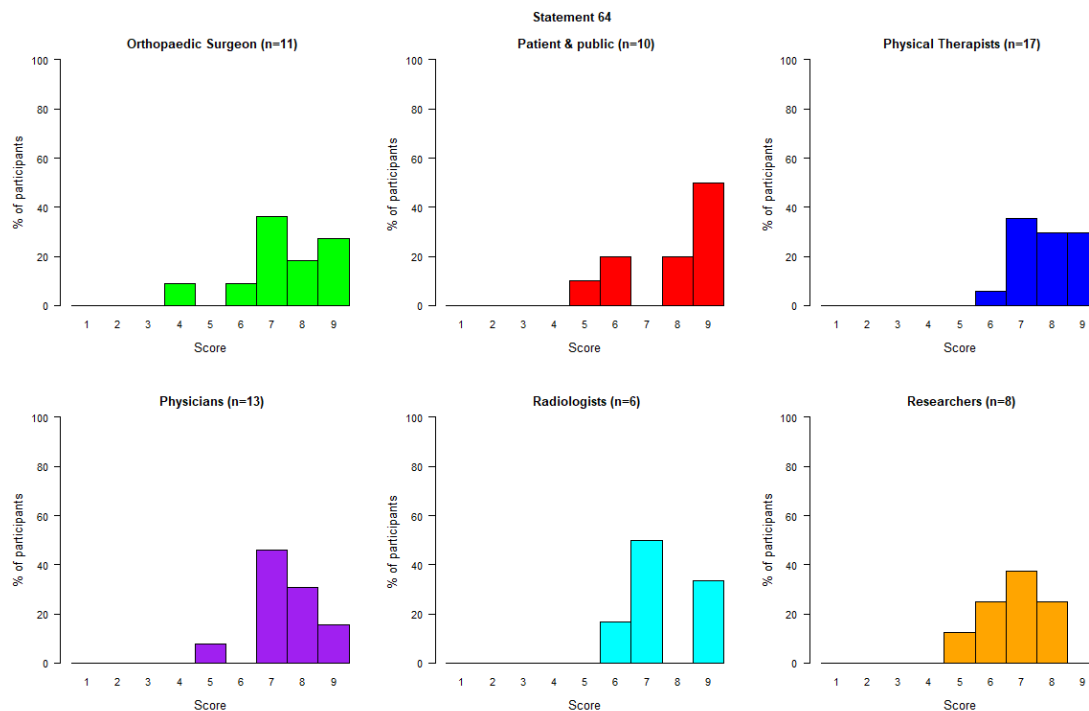 Statement 64
Orthopaedic Surgeon (n=11)
% of participants
100
80
60
40
20
0
1 2 3 4 5 6 7 8 9
Score
Patient & public (n=10)
% of participants
100
80
60
40
20
0
1 2 3 4 5 6 7 8 9
Score
Physical Therapists (n=17)
% of participants
100
80
60
40
20
0
1 2 3 4 5 6 7 8 9
Score
Physicians (n=13)
% of participants
100
80
60
40
20
0
1 2 3 4 5 6 7 8 9
Score
Radiologists (n=6)
% of participants
100
80
60
40
20
0
1 2 3 4 5 6 7 8 9
Score
Researchers (n=8)
% of participants
100
80
60
40
20
0
1 2 3 4 5 6 7 8 9
Score